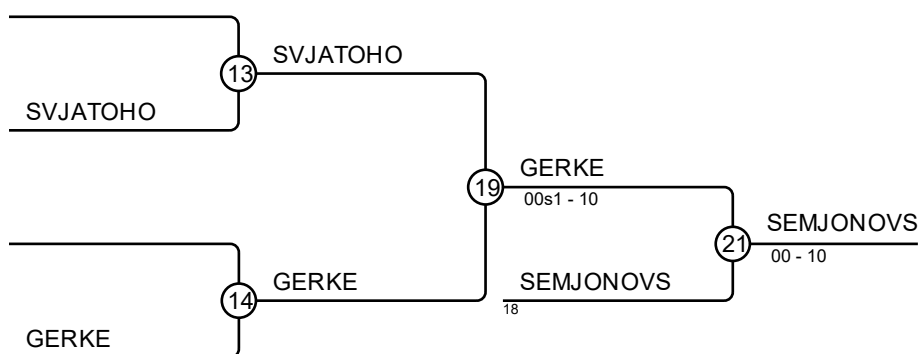 SVJATOHO
13
SVJATOHO
GERKE
19
00s1 - 10
SEMJONOVS
21
00 - 10
GERKE
SEMJONOVS
14
18
GERKE